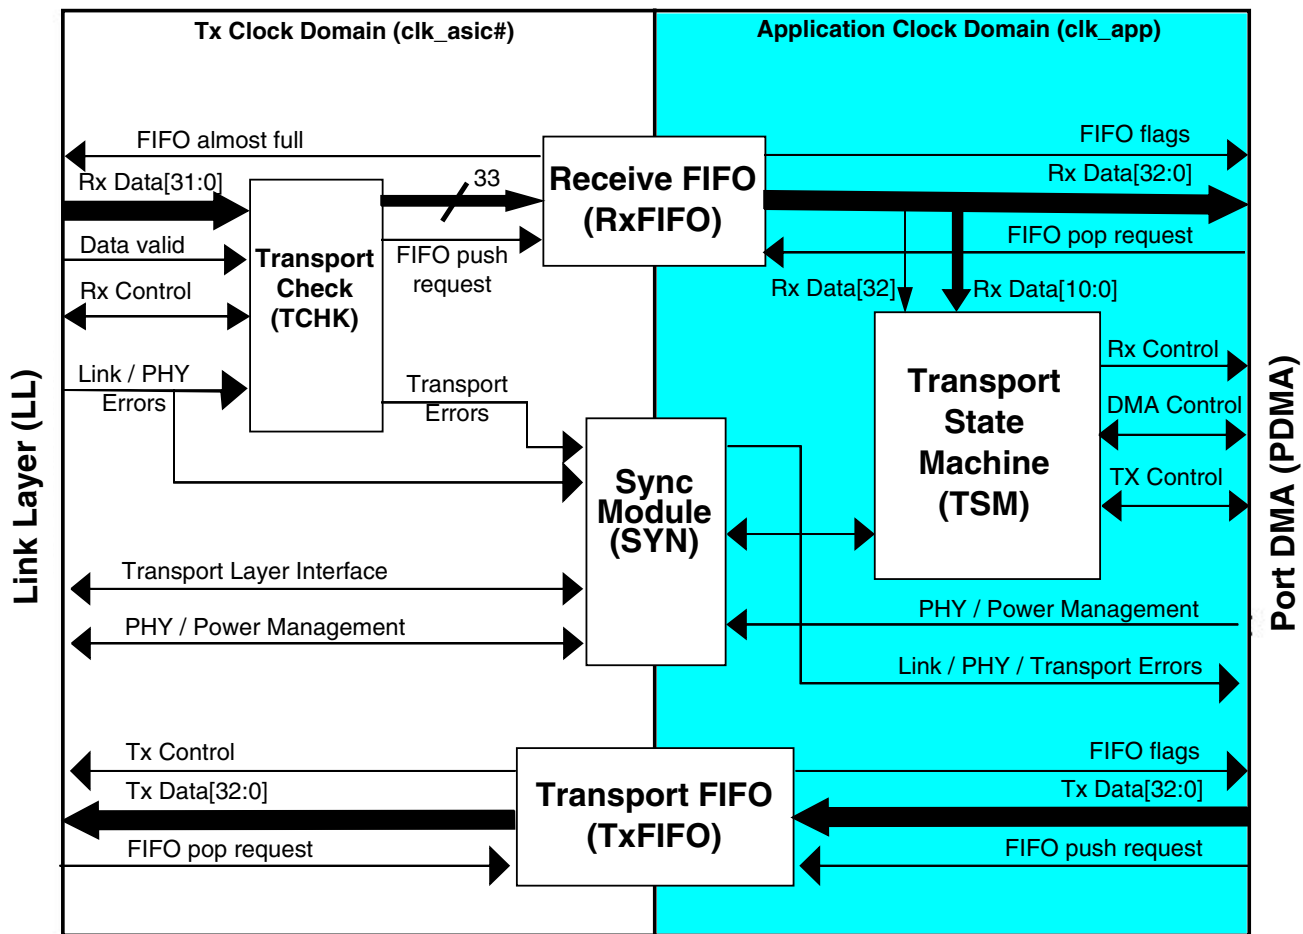 Tx Clock Domain (clk_asic#)
Application Clock Domain (clk_app)
FIFO almost full
FIFO flags
Rx Data[31:0]
33
Receive FIFO
(RxFIFO)
Rx Data[32:0]
Data valid
FIFO push
request
FIFO pop request
Transport
Check
(TCHK)
Rx Control
Rx Data[32]
Rx Data[10:0]
Link / PHY
Errors
Transport
Errors
Transport
State
Machine
(TSM)
Rx Control
DMA Control
TX Control
Link Layer (LL)
Port DMA (PDMA)
Sync
Module
(SYN)
Transport Layer Interface
PHY / Power Management
PHY / Power Management
Link / PHY / Transport Errors
Tx Control
FIFO flags
Tx Data[32:0]
Transport FIFO
(TxFIFO)
Tx Data[32:0]
FIFO pop request
FIFO push request